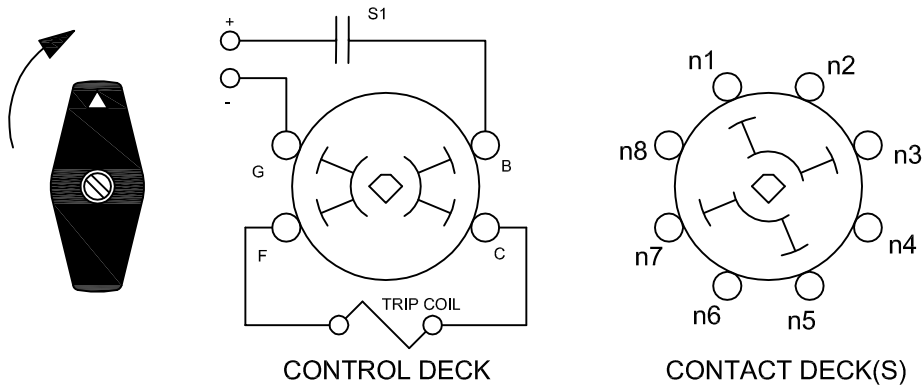 S1
+
-
G
B
F
C
TRIP COIL
CONTROL DECK
n1
n2
n8
n3
n7
n4
n6
n5
CONTACT DECK(S)